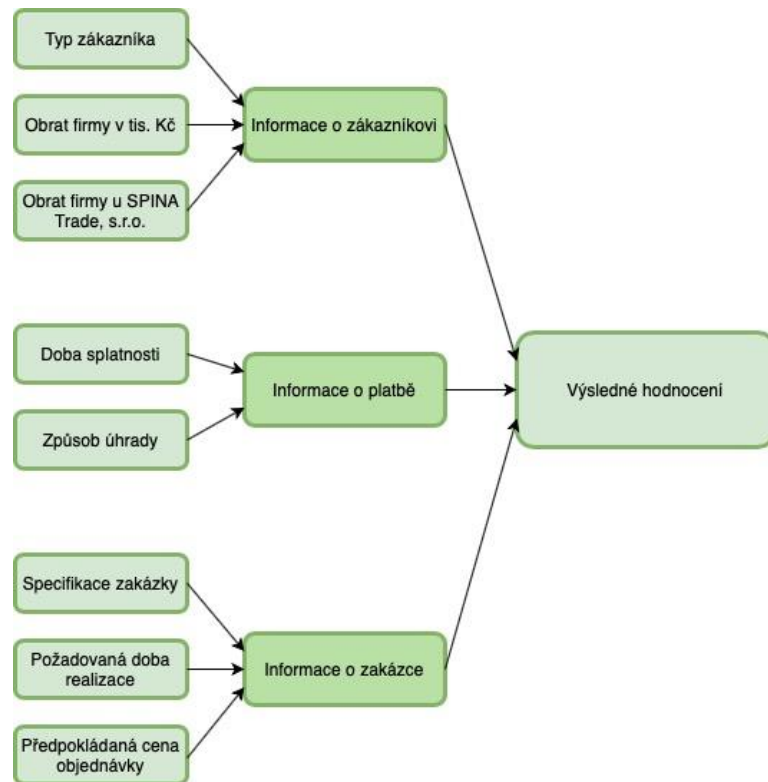 Typ zákazníka
Obrat firmy v tis. Kč
Obrat firmy u SPINA
Trade, s.r.o.
Informace o zákazníkovi
Doba splatnosti
Způsob úhrady
Informace o platbě
Výsledné hodnocení
Specifikace zakázky
Požadovaná doba
realizace
Předpokládaná cena
objednávky
Informace o zakázce